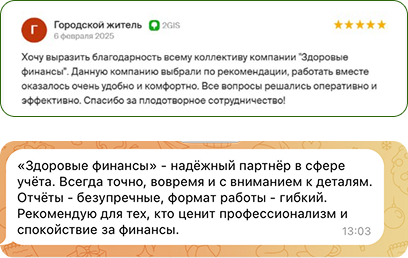 Г Городской житель 2GIS
6 февраля 2025
Хочу выразить благодарность всему коллективу компании "Здоровые
финансы". Данную компанию выбрали по рекомендации, работать вместе
оказалось очень удобно и комфортно. Все вопросы решались оперативно и
эффективно. Спасибо за плодотворное сотрудничество!
«Здоровые финансы» - надёжный партнёр в сфере
учёта. Всегда точно, вовремя и с вниманием к деталям.
Отчёты - безупречные, формат работы - гибкий.
Рекомендую для тех, кто ценит профессионализм и
спокойствие за финансы.
13:03